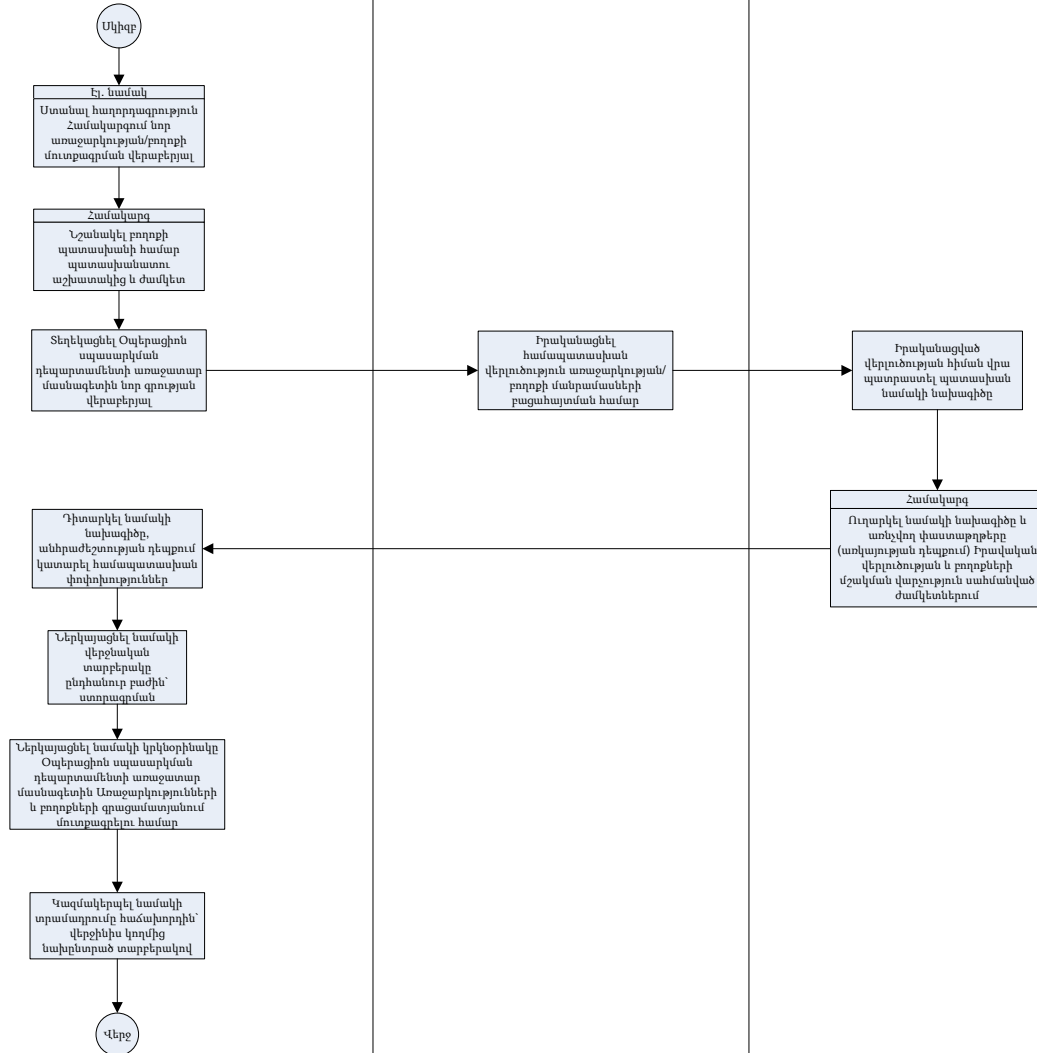 Սկիզբ
Էլ. նամակ
Ստանալ հաղորդագրություն
Համակարգում նոր
առաջարկության/բողոքի
մուտքագրման վերաբերյալ
Համակարգ
Նշանակել բողոքի
պատասխանի համար
պատասխանատու
աշխատակից և ժամկետ
Տեղեկացնել Օպերացիոն
սպասարկման
դեպարտամենտի առաջատար
մասնագետին նոր գրության
վերաբերյալ
Իրականացնել
համապատասխան
վերլուծություն առաջարկության/
բողոքի մանրամասների
բացահայտման համար
Իրականացված
վերլուծության հիման վրա
պատրաստել պատասխան
նամակի նախագիծը
Համակարգ
Ուղարկել նամակի նախագիծը և
առնչվող փաստաթղթերը
(առկայության դեպքում) Իրավական
վերլուծության և բողոքների
մշակման վարչություն սահմանված
ժամկետներում
Դիտարկել նամակի
նախագիծը,
անհրաժեշտության դեպքում
կատարել համապատասխան
փոփոխություններ
Ներկայացնել նամակի
վերջնական
տարբերակը
ընդհանուր բաժին՝
ստորագրման
Ներկայացնել նամակի կրկնօրինակը
Օպերացիոն սպասարկման
դեպարտամենտի առաջատար
մասնագետին Առաջարկությունների
և բողոքների գրացամատյանում
մուտքագրելու համար
Կազմակերպել նամակի
տրամադրումը հաճախորդին՝
վերջինիս կողմից
նախընտրած տարբերակով
Վերջ